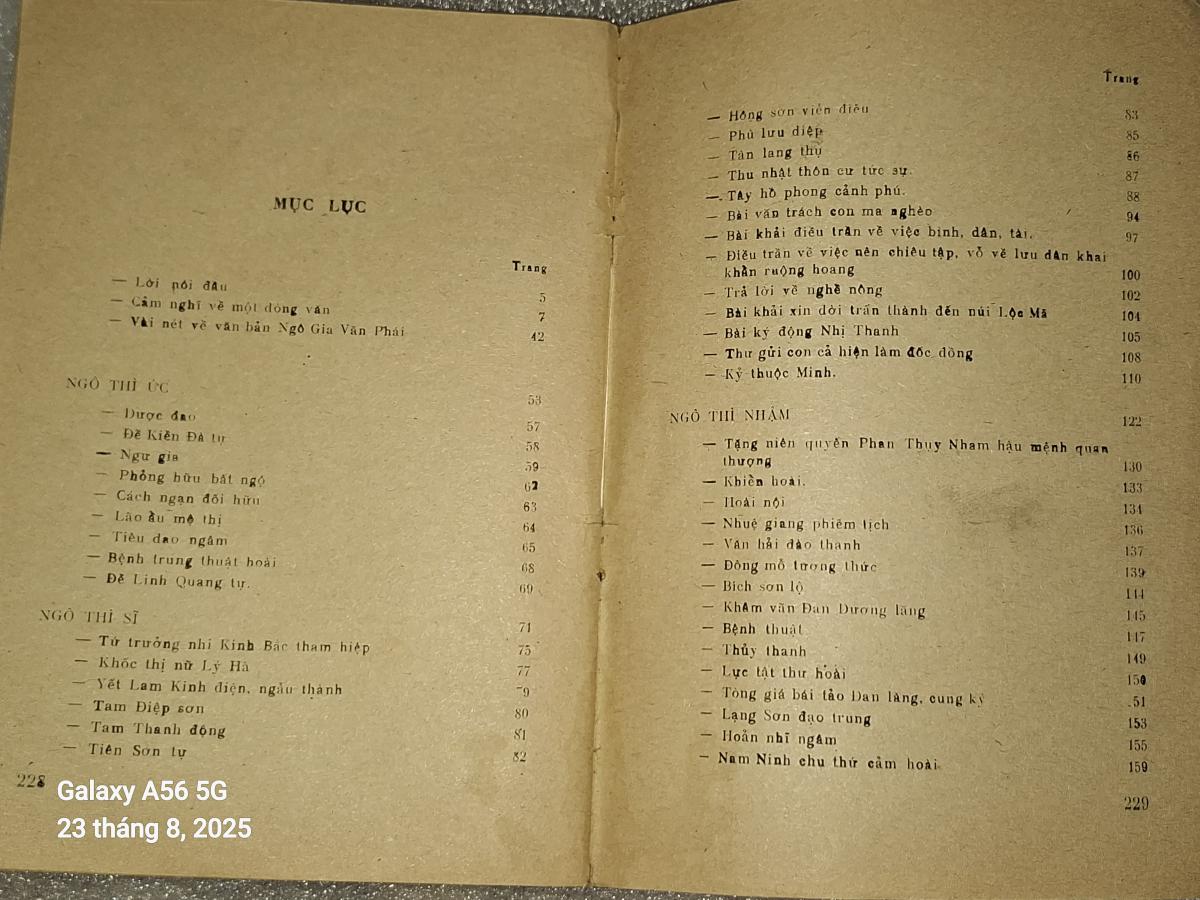 MỤC LỤC
Trang
— Lời nói đầu 5
— Cảm nghĩ về một dòng văn 7
— Vài nét về văn bản Ngô Gia Văn Phái 42
NGÔ THÌ ỨC 53
— Dược đao 57
— Đề Kiền Đà tự 58
— Ngư gia 59
— Phỏng hữu bất ngộ 62
— Cách ngạn đối hữu 63
— Lão ẩu mộ thị 64
— Tiêu dao ngâm 65
— Bệnh trung thuật hoài 68
— Đề Linh Quang tự. 69
NGÔ THÌ SĨ 71
— Từ trưởng nhi Kinh Bắc tham hiệp 75
— Khốc thị nữ Lý Hà 77
— Yết Lam Kinh điện, ngẫu thành 9
— Tam Điệp sơn 80
— Tam Thanh động 81
— Tiên Sơn tự 82
228
Galaxy A56 5G
23 tháng 8, 2025
Trang
— Hồng sơn viễn điểu 83
— Phù lưu diệp 85
— Tân lang thụ 86
— Thu nhật thôn cư tức sự. 87
— Tây hồ phong cảnh phú. 88
— Bài văn trách con ma nghèo 94
— Bài khải điều trần về việc binh, dân, tài. 97
— Điều trần về việc nên chiêu tập, vỗ về lưu dân khai
khẩn ruộng hoang 100
— Trả lời về nghề nông 102
— Bài khải xin dời trấn thành đến núi Lộc Mã 104
— Bài ký động Nhị Thanh 105
— Thư gửi con cả hiện làm đốc đồng 108
— Ký thuộc Minh. 110
NGÔ THÌ NHẬM 122
— Tặng niên quyến Phan Thụy Nham hậu mệnh quan
thượng 130
— Khiển hoài. 133
— Hoài nội 134
— Nhuệ giang phiếm tịch 136
— Vân hải đào thanh 137
— Đông mỗ tương thức 139
— Bích sơn lộ 144
— Khâm vãn Đan Dương lăng 145
— Bệnh thuật 147
— Thủy thanh 149
— Lực tật thư hoài 150
— Tòng giá bái tảo Đan lăng, cung kỷ 51
— Lạng Sơn đạo trung 153
— Hoãn nhĩ ngâm 155
— Nam Ninh chu thứ cảm hoài 159
229